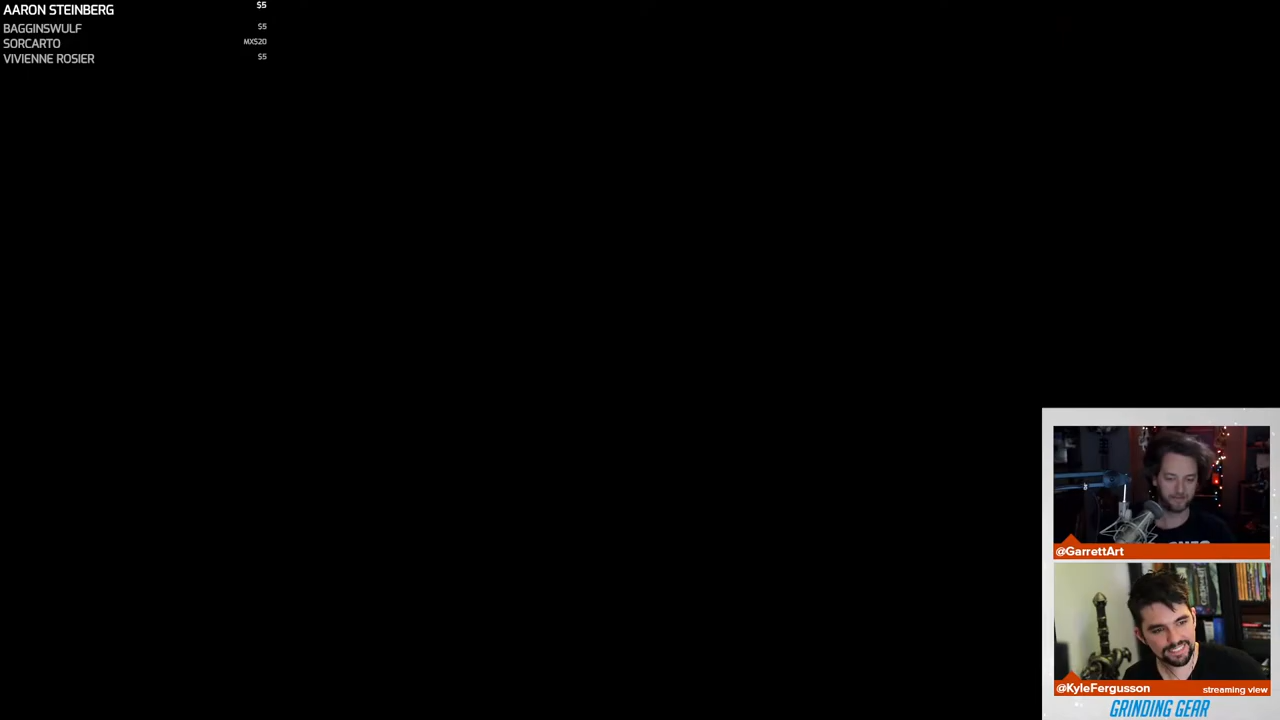 AARON STEINBERG $5
BAGGINSWULF $5
SORCARTO MX$20
VIVIENNE ROSIER $5
@GarrettArt
@KyleFergusson streaming view
GRINDING GEAR